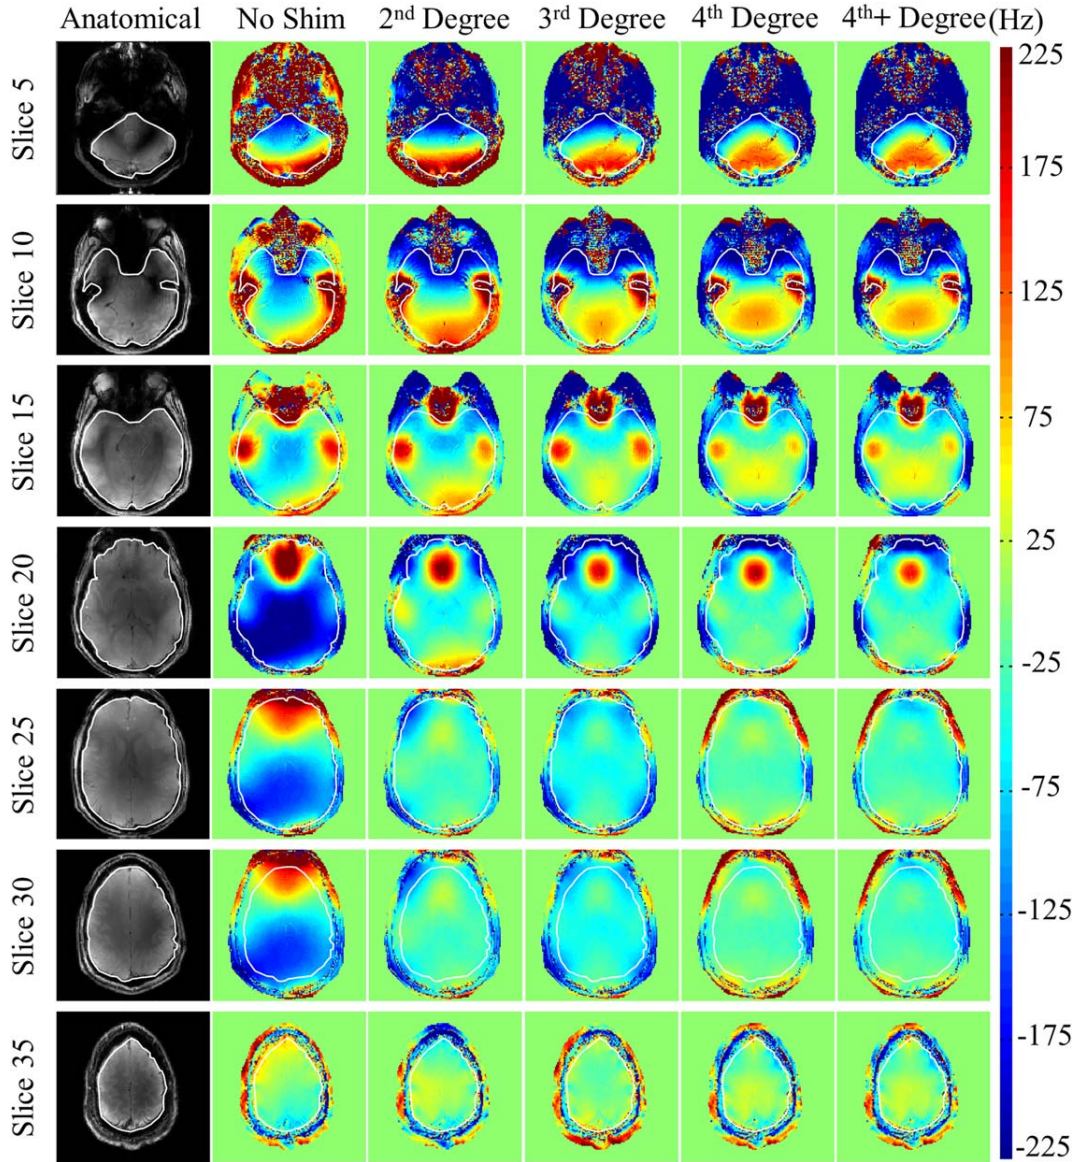 Anatomical No Shim 2nd Degree 3rd Degree 4th Degree 4th+ Degree (Hz)
Slice 5
Slice 10
Slice 15
Slice 20
Slice 25
Slice 30
Slice 35
225
175
125
75
25
-25
-75
-125
-175
-225